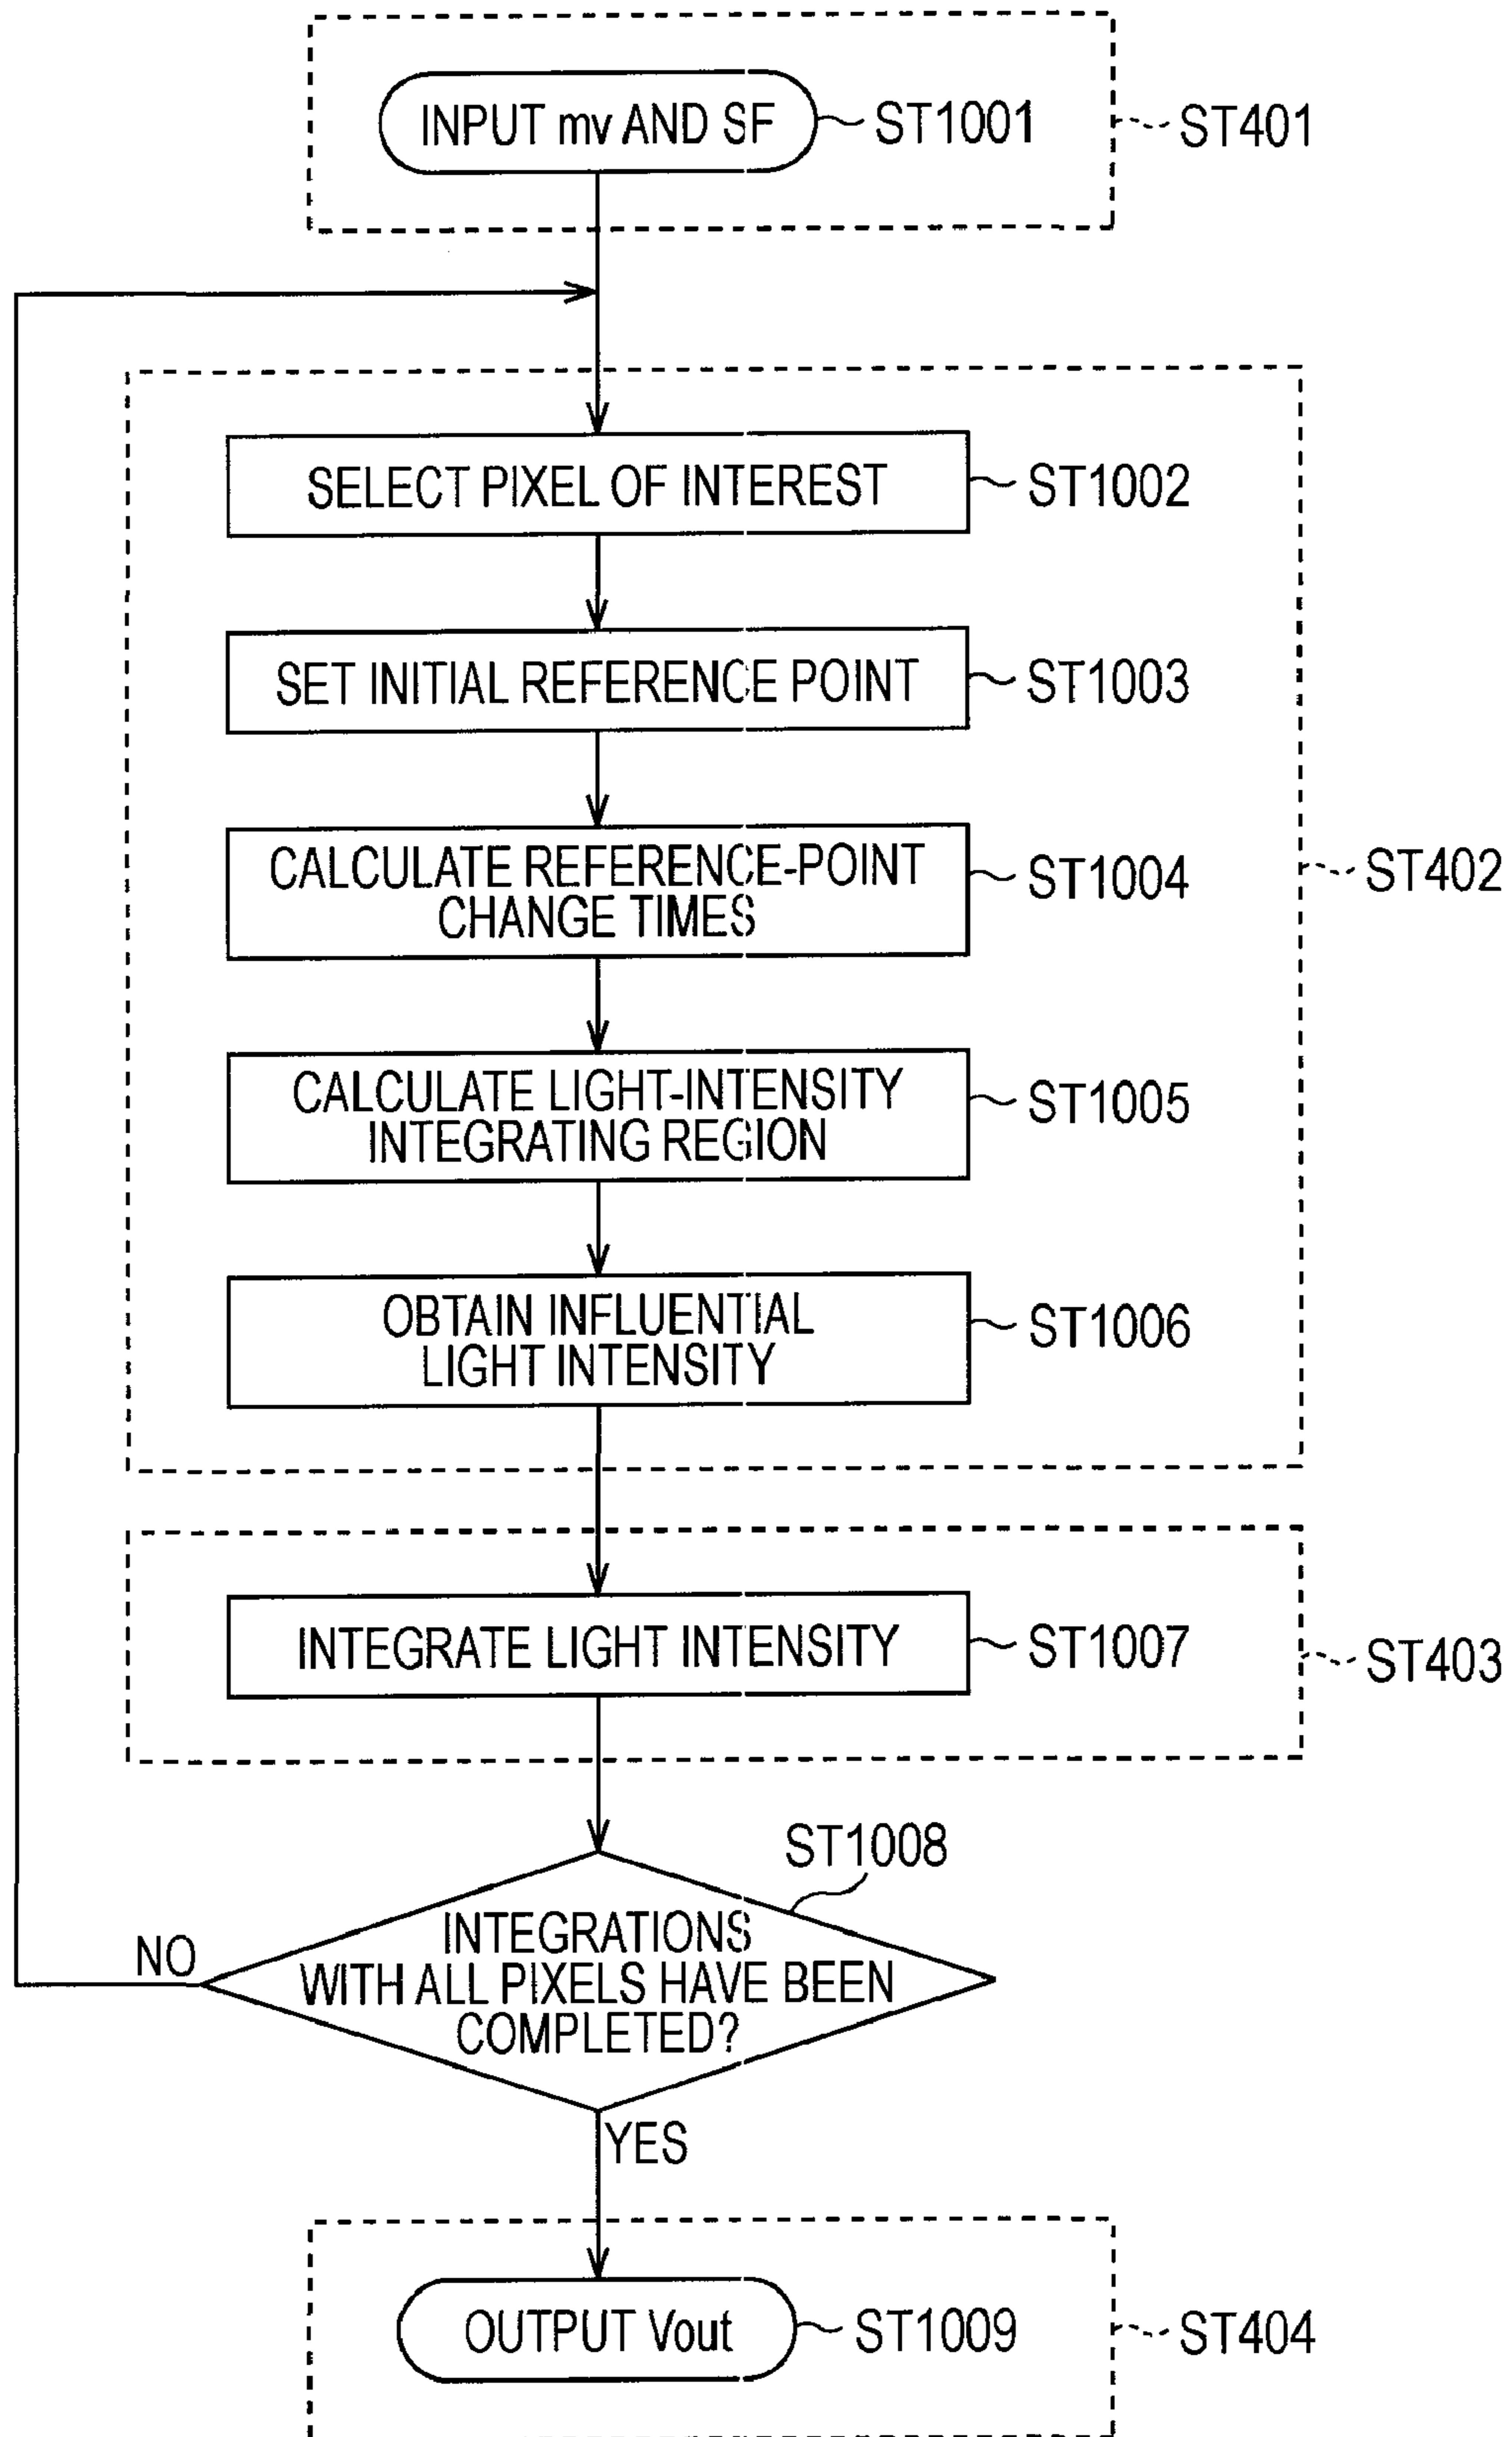 INPUT mv AND SF
ST1001
ST401
SELECT PIXEL OF INTEREST
ST1002
SET INITIAL REFERENCE POINT
ST1003
CALCULATE REFERENCE-POINT
CHANGE TIMES
ST1004
ST402
CALCULATE LIGHT-INTENSITY
INTEGRATING REGION
ST1005
OBTAIN INFLUENTIAL
LIGHT INTENSITY
ST1006
INTEGRATE LIGHT INTENSITY
ST1007
ST403
ST1008
INTEGRATIONS
WITH ALL PIXELS HAVE BEEN
COMPLETED?
NO
YES
OUTPUT Vout
ST1009
ST404